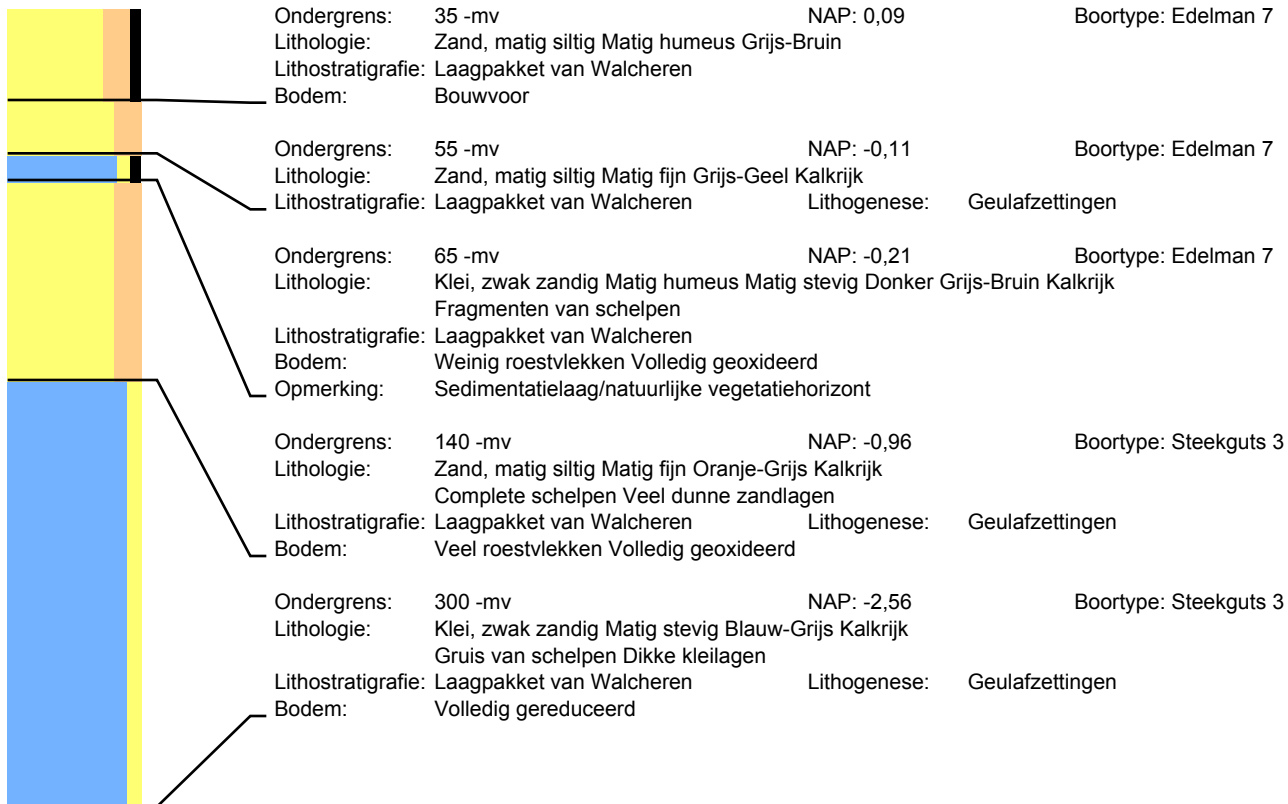 Ondergrens: 35 -mv NAP: 0,09 Boortype: Edelman 7
Lithologie: Zand, matig siltig Matig humeus Grijs-Bruin
Lithostratigrafie: Laagpakket van Walcheren
Bodem: Bouwvoor
Ondergrens: 55 -mv NAP: -0,11 Boortype: Edelman 7
Lithologie: Zand, matig siltig Matig fijn Grijs-Geel Kalkrijk
Lithostratigrafie: Laagpakket van Walcheren Lithogenese: Geulafzettingen
Ondergrens: 65 -mv NAP: -0,21 Boortype: Edelman 7
Lithologie: Klei, zwak zandig Matig humeus Matig stevig Donker Grijs-Bruin Kalkrijk
Fragmenten van schelpen
Lithostratigrafie: Laagpakket van Walcheren
Bodem: Weinig roestvlekken Volledig geoxideerd
Opmerking: Sedimentatielaag/natuurlijke vegetatiehorizont
Ondergrens: 140 -mv NAP: -0,96 Boortype: Steekguts 3
Lithologie: Zand, matig siltig Matig fijn Oranje-Grijs Kalkrijk
Complete schelpen Veel dunne zandlagen
Lithostratigrafie: Laagpakket van Walcheren Lithogenese: Geulafzettingen
Bodem: Veel roestvlekken Volledig geoxideerd
Ondergrens: 300 -mv NAP: -2,56 Boortype: Steekguts 3
Lithologie: Klei, zwak zandig Matig stevig Blauw-Grijs Kalkrijk
Gruis van schelpen Dikke kleilagen
Lithostratigrafie: Laagpakket van Walcheren Lithogenese: Geulafzettingen
Bodem: Volledig gereduceerd